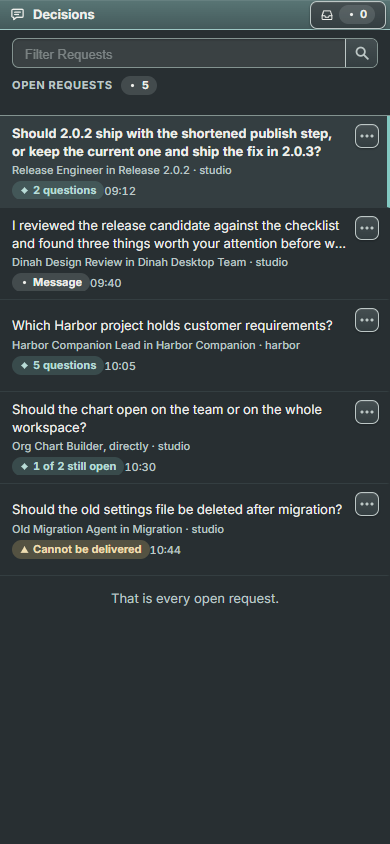 Decisions
• 0
Filter Requests
OPEN REQUESTS • 5
Should 2.0.2 ship with the shortened publish step,
or keep the current one and ship the fix in 2.0.3?
Release Engineer in Release 2.0.2 · studio
◆ 2 questions 09:12
I reviewed the release candidate against the checklist
and found three things worth your attention before w...
Dinah Design Review in Dinah Desktop Team · studio
• Message 09:40
Which Harbor project holds customer requirements?
Harbor Companion Lead in Harbor Companion · harbor
◆ 5 questions 10:05
Should the chart open on the team or on the whole
workspace?
Org Chart Builder, directly · studio
◆ 1 of 2 still open 10:30
Should the old settings file be deleted after migration?
Old Migration Agent in Migration · studio
▲ Cannot be delivered 10:44
That is every open request.